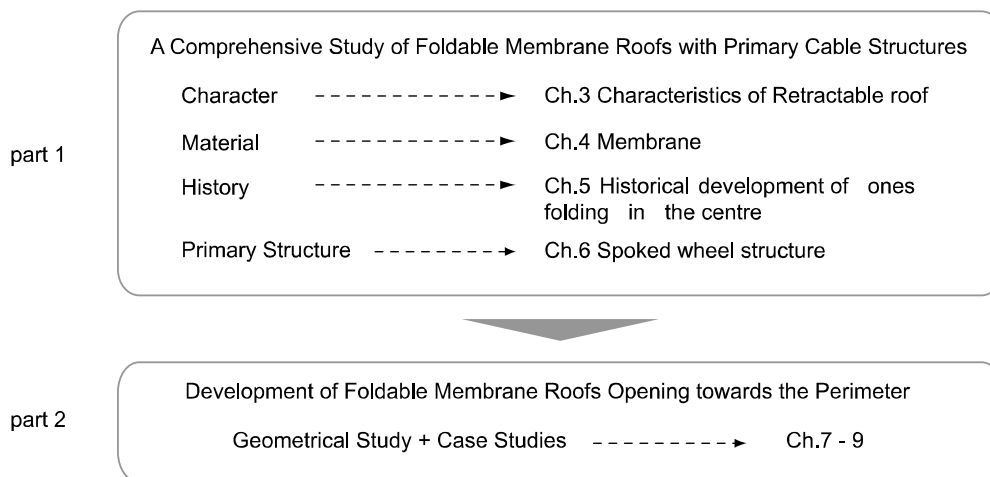 A Comprehensive Study of Foldable Membrane Roofs with Primary Cable Structures
Character Ch.3 Characteristics of Retractable roof
part 1
Material Ch.4 Membrane
History Ch.5 Historical development of ones
folding in the centre
Primary Structure Ch.6 Spoked wheel structure
Development of Foldable Membrane Roofs Opening towards the Perimeter
part 2
Geometrical Study + Case Studies Ch.7 - 9